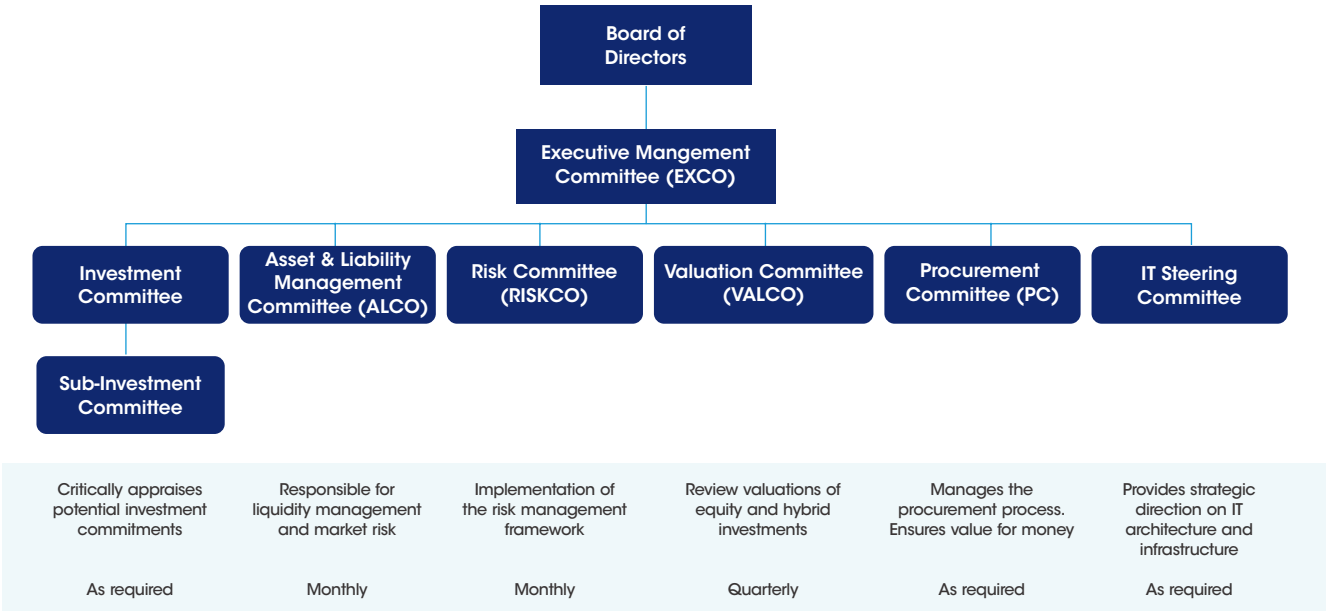 Board of
Directors
Executive Mangement
Committee (EXCO)
Investment
Committee
Asset & Liability
Management
Committee (ALCO)
Risk Committee
(RISKCO)
Valuation Committee
(VALCO)
Procurement
Committee (PC)
IT Steering
Committee
Sub-Investment
Committee
Critically appraises
potential investment
commitments
Responsible for
liquidity management
and market risk
Implementation of
the risk management
framework
Review valuations of
equity and hybrid
investments
Manages the
procurement process.
Ensures value for money
Provides strategic
direction on IT
architecture and
infrastructure
As required
Monthly
Monthly
Quarterly
As required
As required